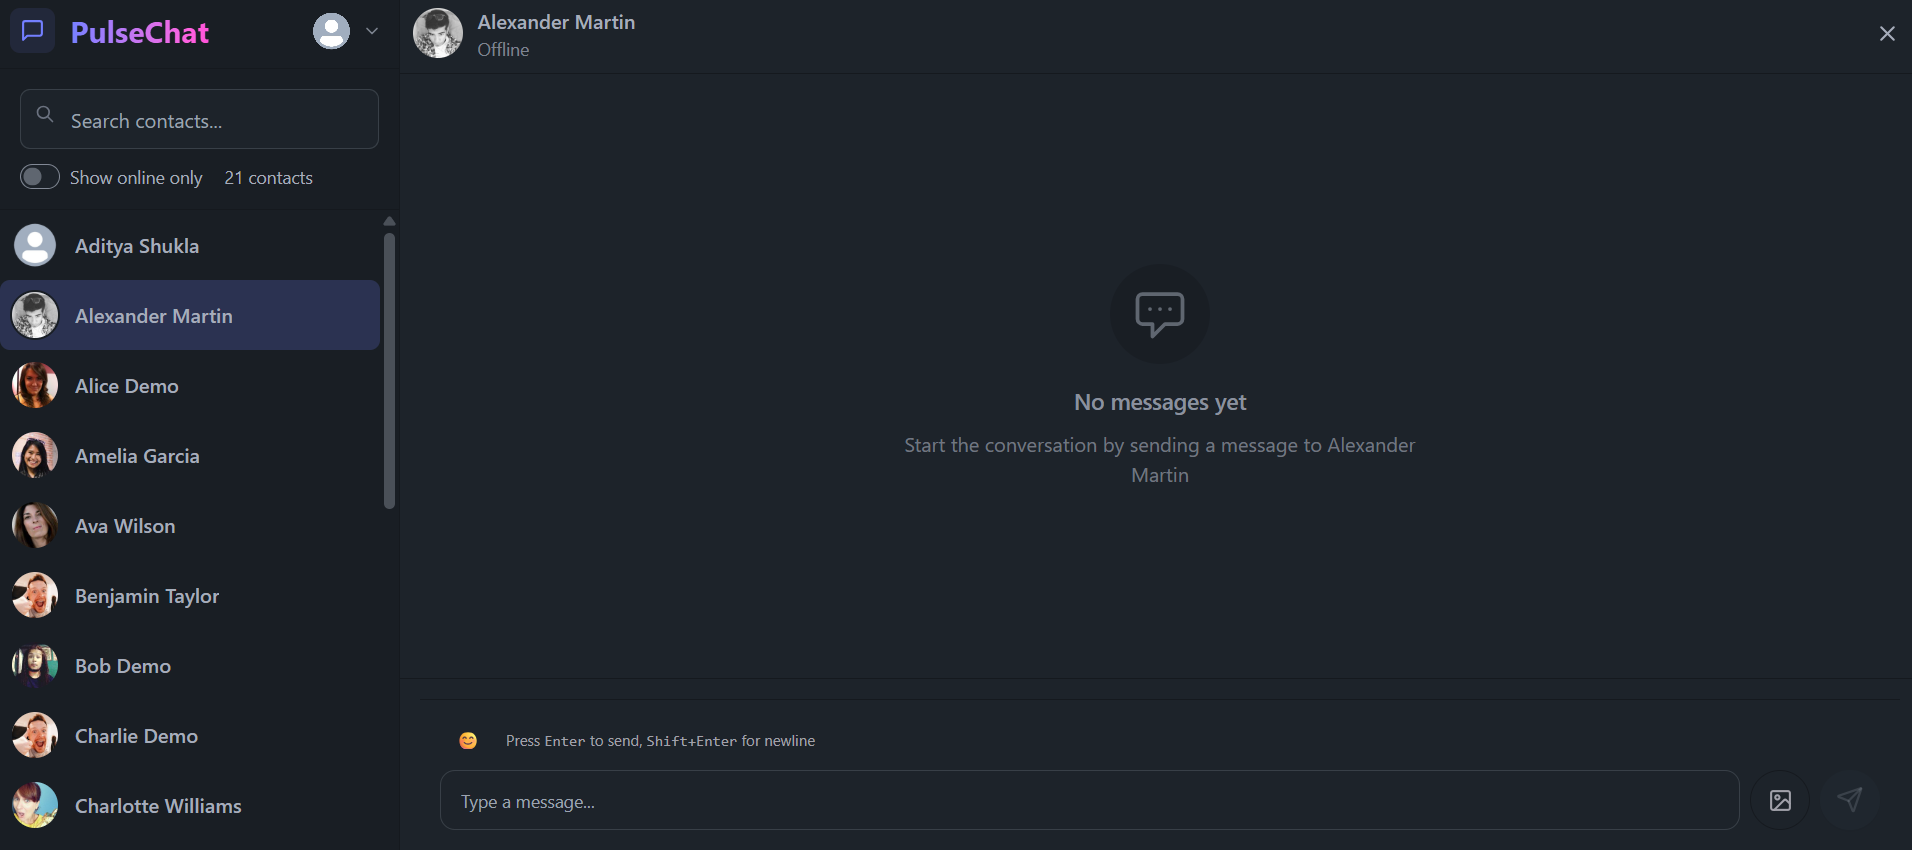 PulseChat
Search contacts...
Show online only 21 contacts
Aditya Shukla
Alexander Martin
Alice Demo
Amelia Garcia
Ava Wilson
Benjamin Taylor
Bob Demo
Charlie Demo
Charlotte Williams
Alexander Martin
Offline
No messages yet
Start the conversation by sending a message to Alexander
Martin
Press Enter to send, Shift+Enter for newline
Type a message...